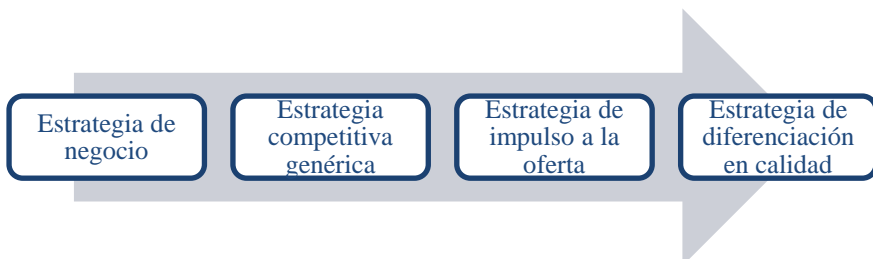 Estrategia de
negocio
Estrategia
competitiva
genérica
Estrategia de
impulso a la
oferta
Estrategia de
diferenciación
en calidad